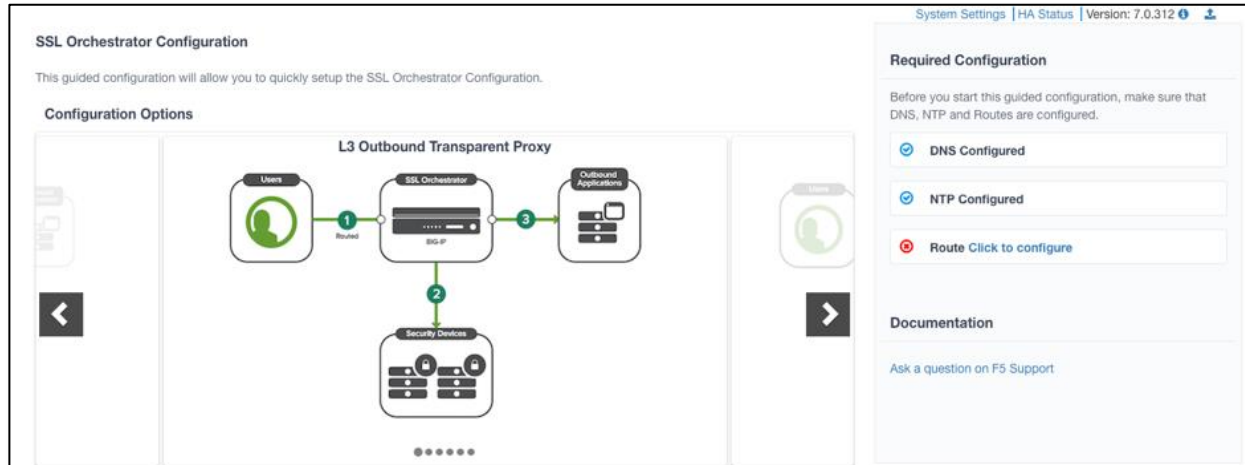 System Settings | HA Status | Version: 7.0.312
SSL Orchestrator Configuration
This guided configuration will allow you to quickly setup the SSL Orchestrator Configuration.
Configuration Options
L3 Outbound Transparent Proxy
Users
SSL Orchestrator
Outbound
Applications
1
Routed
BIG-IP
3
2
Security Devices
Users
Required Configuration
Before you start this guided configuration, make sure that
DNS, NTP and Routes are configured.
DNS Configured
NTP Configured
Route Click to configure
Documentation
Ask a question on F5 Support